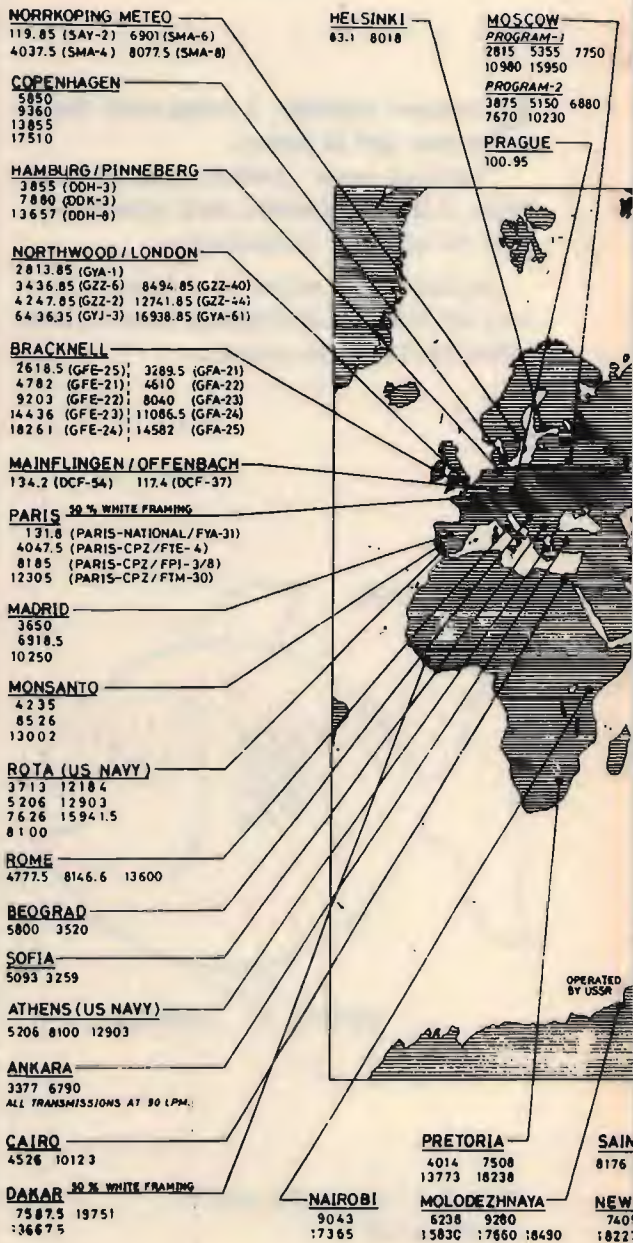 NORRKOPING METEO
119.85 (SAY-2) 6901 (SMA-6)
4037.5 (SMA-4) 8077.5 (SMA-8)
COPENHAGEN
5850
9360
13855
17510
HAMBURG/PINNEBERG
3855 (DDH-3)
7880 (DDK-3)
13657 (DDH-8)
NORTHWOOD/LONDON
2813.85 (GYA-1)
3436.85 (GZZ-6) 8494.85 (GZZ-40)
4247.85 (GZZ-2) 12741.85 (GZZ-44)
6436.35 (GYJ-3) 16938.85 (GYA-61)
BRACKNELL
2618.5 (GFE-25) 3289.5 (GFA-21)
4782 (GFE-21) 4610 (GFA-22)
9203 (GFE-22) 8040 (GFA-23)
14436 (GFE-23) 11086.5 (GFA-24)
18261 (GFE-24) 14582 (GFA-25)
MAINFLINGEN/OFFENBACH
134.2 (DCF-54) 117.4 (DCF-37)
PARIS 50 % WHITE FRAMING
131.8 (PARIS-NATIONAL/FYA-31)
4047.5 (PARIS-CPZ/FTE-4)
8185 (PARIS-CPZ/FPI-3/8)
12305 (PARIS-CPZ/FTM-30)
MADRID
3650
6918.5
10250
MONSANTO
4235
8526
13002
ROTA (US NAVY)
3713 12184
5206 12903
7626 15941.5
8100
ROME
4777.5 8146.6 13600
BEOGRAD
5800 3520
SOFIA
5093 3259
ATHENS (US NAVY)
5206 8100 12903
ANKARA
3377 6790
ALL TRANSMISSIONS AT 90 LPM.
CAIRO
4526 10123
DAKAR 50 % WHITE FRAMING
7587.5 19751
13667.5
HELSINKI
83.1 8018
MOSCOW
PROGRAM-1
2815 5355 7750
10980 15950
PROGRAM-2
3875 5150 6880
7670 10230
PRAGUE
100.95
OPERATED
BY USSR
NAIROBI
9043
17365
PRETORIA
4014 7508
13773 18238
MOLODEZHNAYA
6238 9280
15830 17660 18490
SAIN
8176
NEW
7409
1822